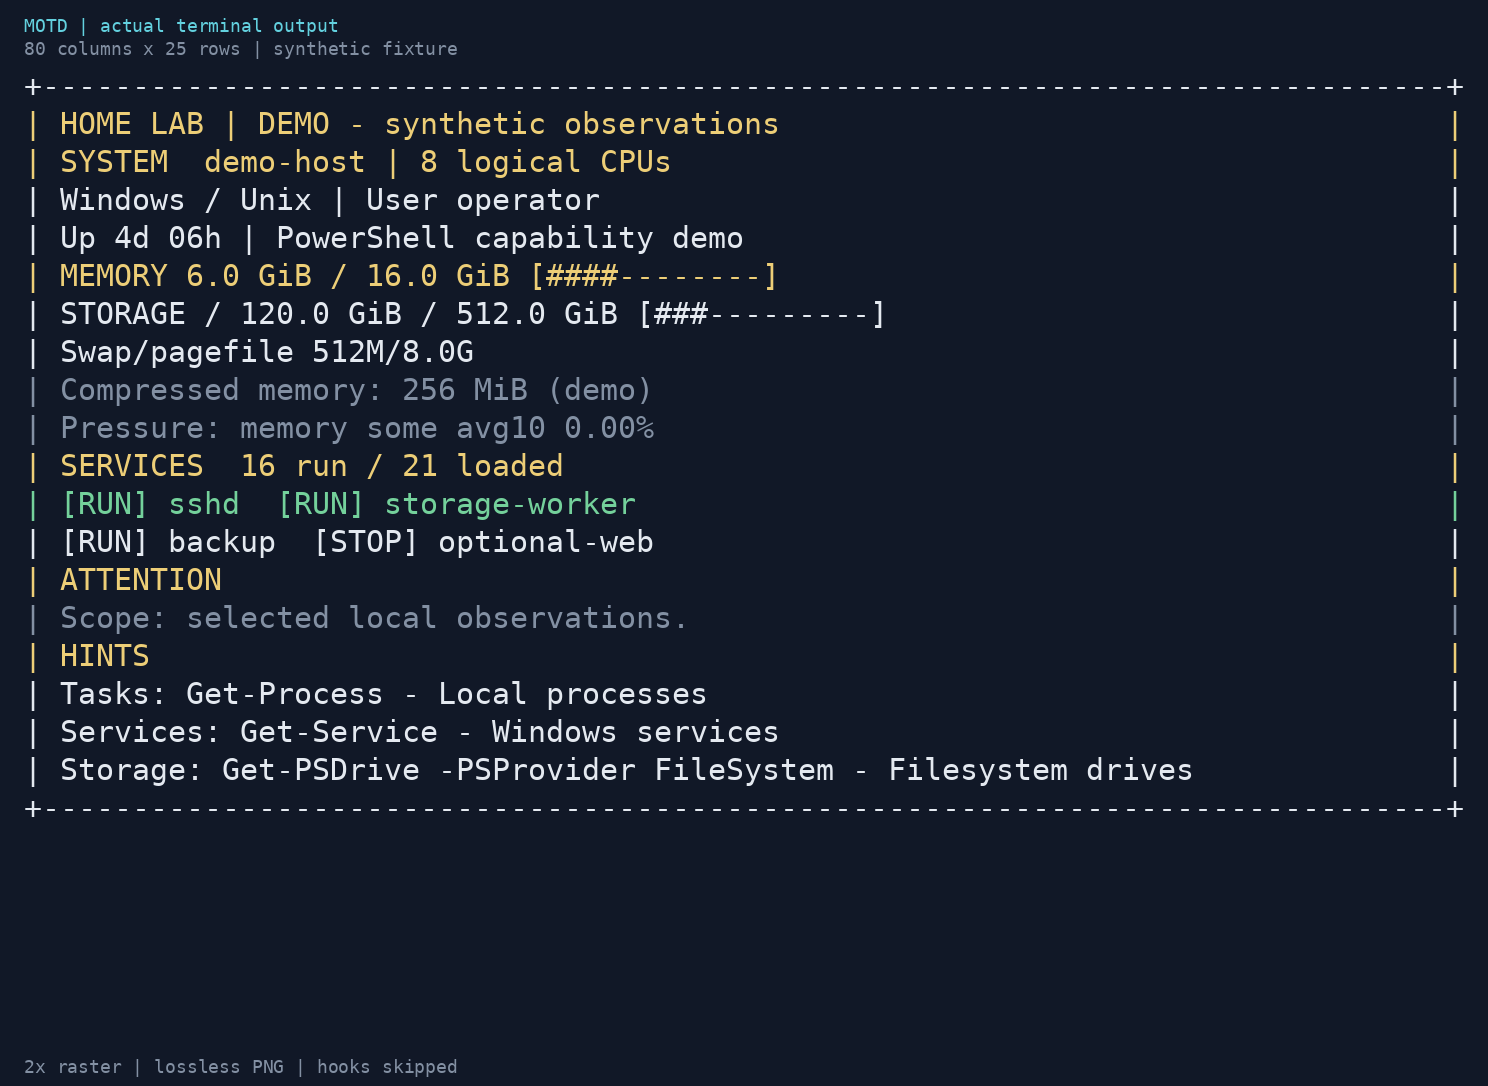 MOTD | actual terminal output
80 columns x 25 rows | synthetic fixture
+------------------------------------------------------------------------------+
| HOME LAB | DEMO - synthetic observations                                     |
| SYSTEM  demo-host | 8 logical CPUs                                           |
| Windows / Unix | User operator                                               |
| Up 4d 06h | PowerShell capability demo                                       |
| MEMORY 6.0 GiB / 16.0 GiB [####--------]                                     |
| STORAGE / 120.0 GiB / 512.0 GiB [###---------]                               |
| Swap/pagefile 512M/8.0G                                                      |
| Compressed memory: 256 MiB (demo)                                            |
| Pressure: memory some avg10 0.00%                                            |
| SERVICES  16 run / 21 loaded                                                 |
| [RUN] sshd  [RUN] storage-worker                                             |
| [RUN] backup  [STOP] optional-web                                            |
| ATTENTION                                                                    |
| Scope: selected local observations.                                          |
| HINTS                                                                        |
| Tasks: Get-Process - Local processes                                         |
| Services: Get-Service - Windows services                                     |
| Storage: Get-PSDrive -PSProvider FileSystem - Filesystem drives              |
+------------------------------------------------------------------------------+
2x raster | lossless PNG | hooks skipped